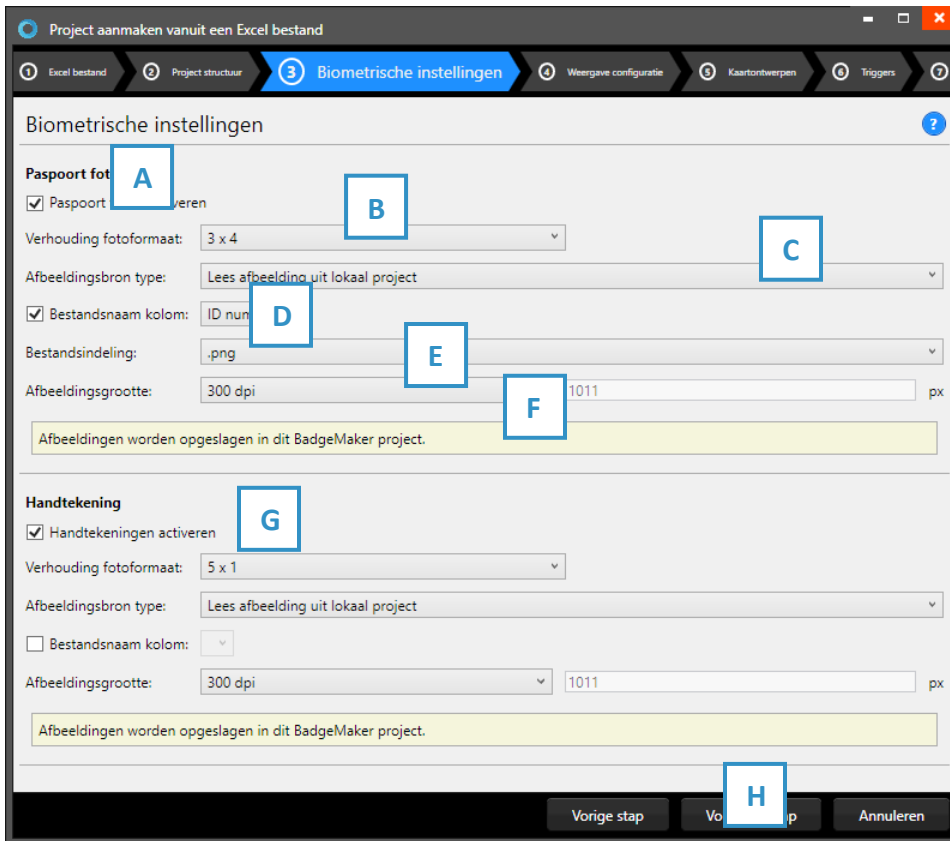 Project aanmaken vanuit een Excel bestand
1 Excel bestand 2 Project structuur 3 Biometrische instellingen 4 Weergave configuratie 5 Kaartontwerpen 6 Triggers 7
Biometrische instellingen ?
Paspoort A
Paspoort
B
Verhouding fotoformaat: 3 x 4
C
Afbeeldingsbron type: Lees afbeelding uit lokaal project
Bestandsnaam kolom: ID D
Bestandsindeling: .png E
Afbeeldingsgrootte: 300 dpi 1011 px
F
Afbeeldingen worden opgeslagen in dit BadgeMaker project.
Handtekening
G
Handtekeningen activeren
Verhouding fotoformaat: 5 x 1
Afbeeldingsbron type: Lees afbeelding uit lokaal project
Bestandsnaam kolom:
Afbeeldingsgrootte: 300 dpi 1011 px
Afbeeldingen worden opgeslagen in dit BadgeMaker project.
H
Vorige stap Annuleren